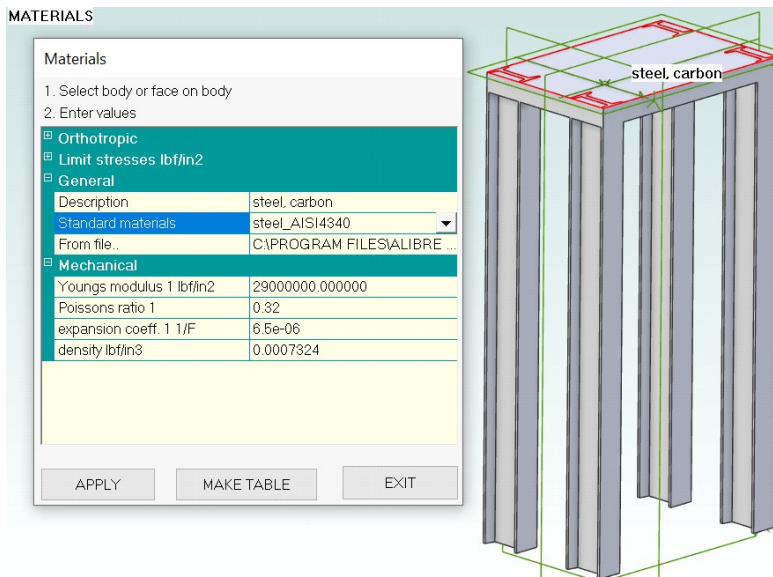 MATERIALS
Materials
1. Select body or face on body
2. Enter values
Orthotropic
Limit stresses lbf/in2
General
Description steel, carbon
Standard materials steel_AISI4340
From file.. C:\PROGRAM FILES\ALIBRE ...
Mechanical
Youngs modulus 1 lbf/in2 29000000.000000
Poissons ratio 1 0.32
expansion coeff. 1 1/F 6.5e-06
density lbf/in3 0.0007324
APPLY MAKE TABLE EXIT
steel, carbon